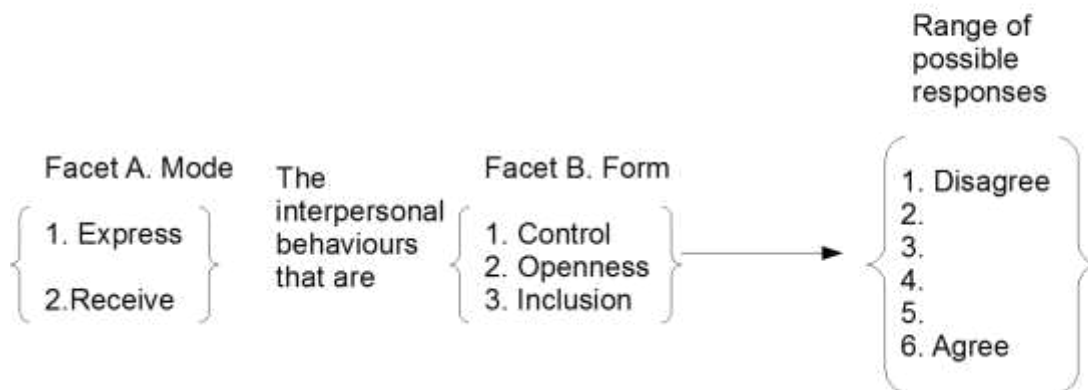 Facet A. Mode
1. Express
2.Receive
The
interpersonal
behaviours
that are
Facet B. Form
1. Control
2. Openness
3. Inclusion
Range of
possible
responses
1. Disagree
2.
3.
4.
5.
6. Agree